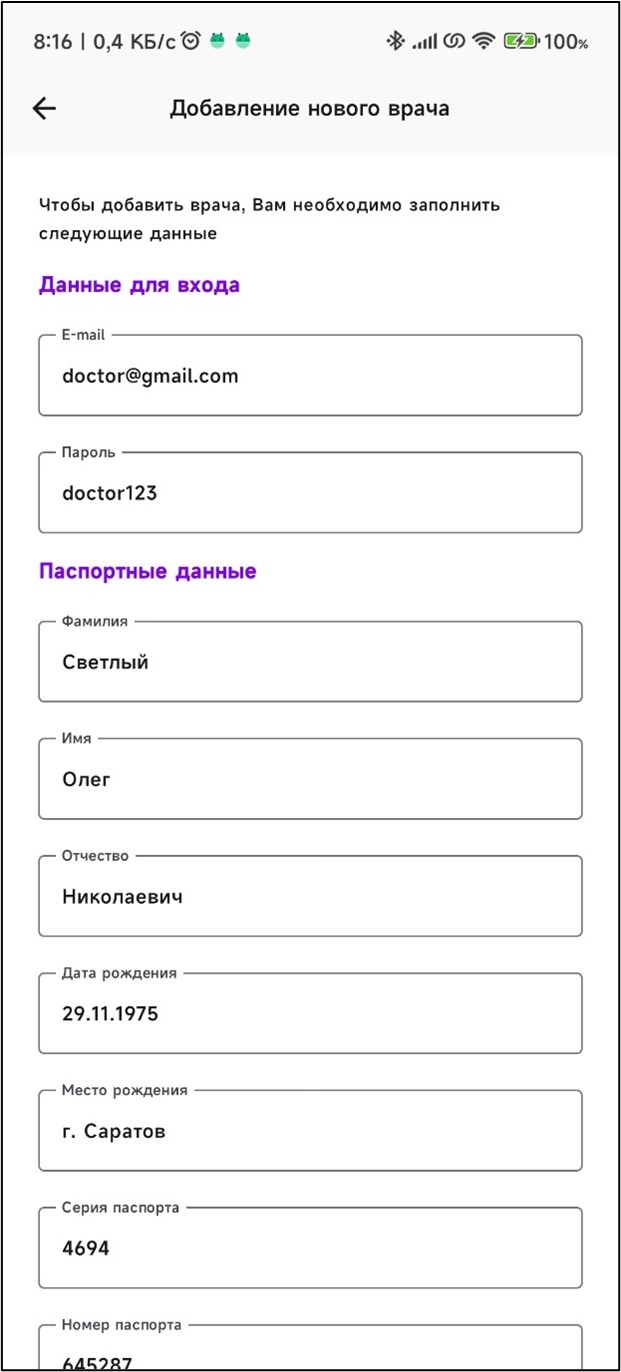 8:16 | 0,4 КБ/с 100%
Добавление нового врача
Чтобы добавить врача, Вам необходимо заполнить
следующие данные
Данные для входа
E-mail
doctor@gmail.com
Пароль
doctor123
Паспортные данные
Фамилия
Светлый
Имя
Олег
Отчество
Николаевич
Дата рождения
29.11.1975
Место рождения
г. Саратов
Серия паспорта
4694
Номер паспорта
645287